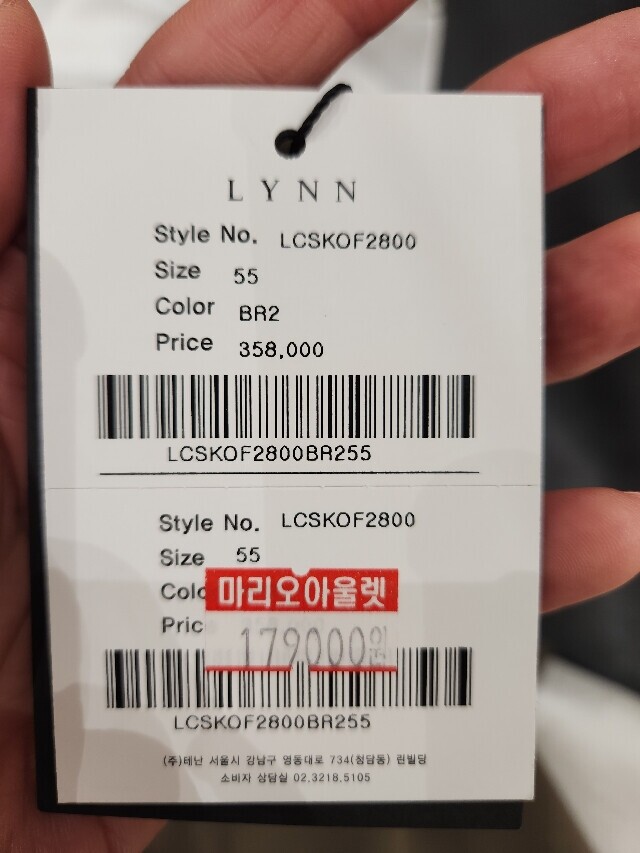 LYNN
Style No. LCSKOF2800
Size 55
Color BR2
Price 358,000
LCSKOF2800BR255
Style No. LCSKOF2800
Size 55
마리오아울렛
179000원
LCSKOF2800BR255
(주)테난 서울시 강남구 영동대로 734(청담동) 린빌딩
소비자 상담실 02.3218.5105